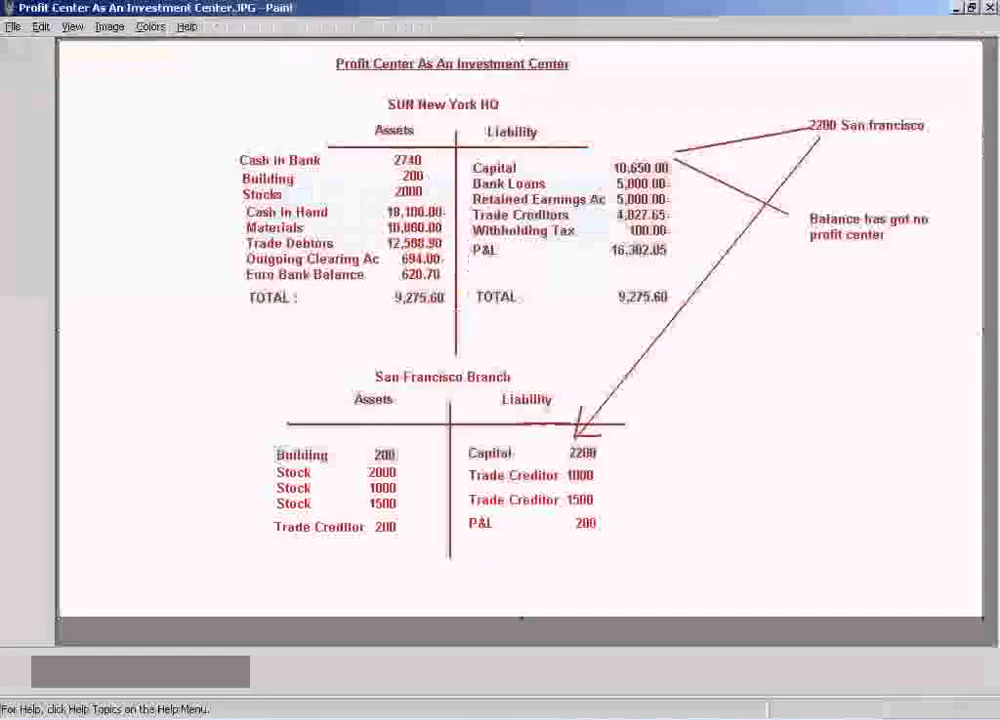 Profit Center As An Investment Center.JPG - Paint
File Edit View Image Colors Help
Profit Center As An Investment Center
SUN New York HO
Assets Liability
2200 San francisco
Cash in Bank 2740
Building 200
Stocks 2000
Cash In Hand 18,100.00-
Materials 10,060.00
Trade Debtors 12,508.90
Outgoing Clearing Ac 694.00-
Euro Bank Balance 620.70
TOTAL : 9,275.60
Capital 10,650.00
Bank Loans 5,000.00-
Retained Earnings Ac 5,000.00-
Trade Creditors 4,827.65-
Withholding Tax 100.00-
P&L 16,302.05
TOTAL 9,275.60
Balance has got no
profit center
San Francisco Branch
Assets Liability
Building 200
Stock 2000
Stock 1000
Stock 1500
Trade Creditor 200
Capital 2200
Trade Creditor 1000
Trade Creditor 1500
P&L 200
For Help, click Help Topics on the Help Menu.